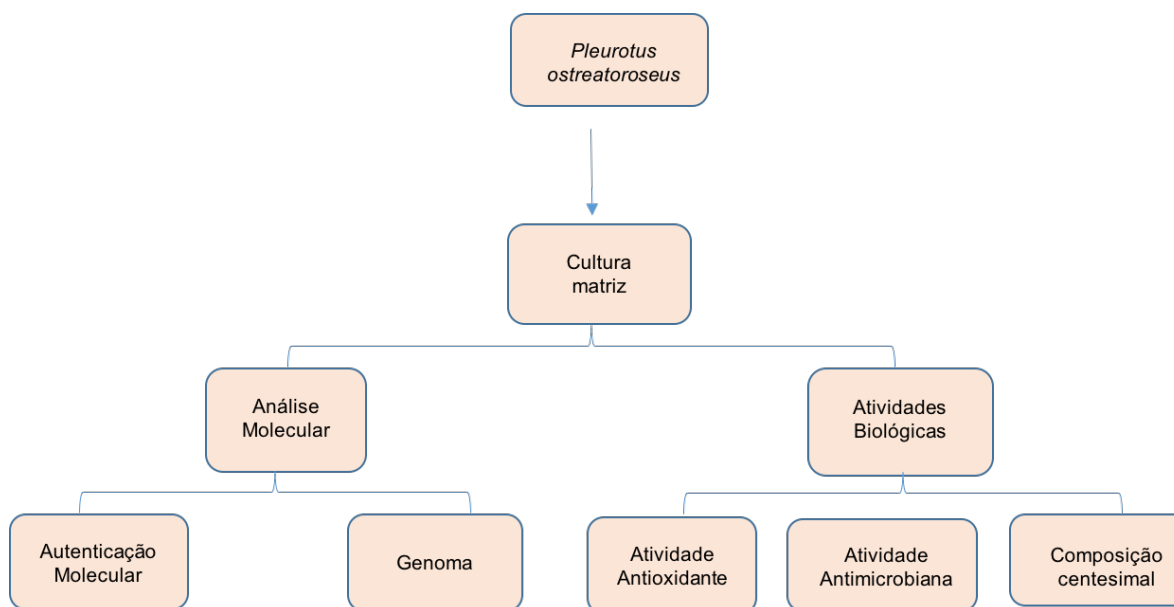 Pleurotus
ostreatoroseus
Cultura
matriz
Análise
Molecular
Atividades
Biológicas
Autenticação
Molecular
Genoma
Atividade
Antioxidante
Atividade
Antimicrobiana
Composição
centesimal